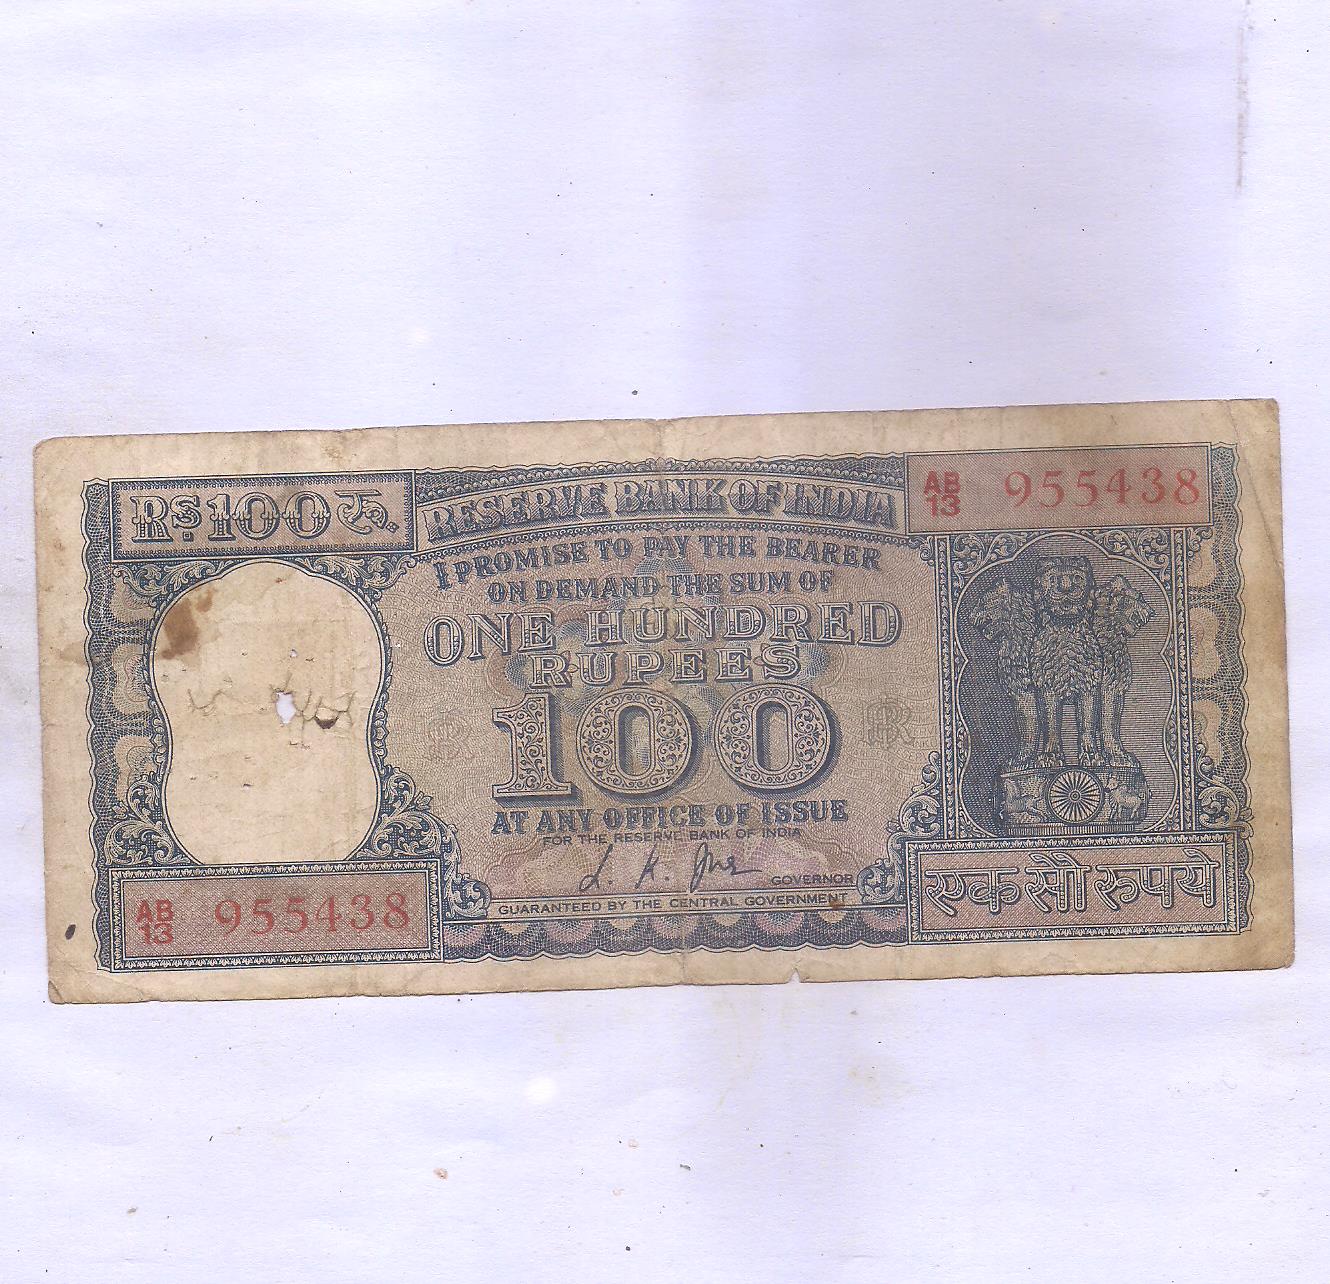 RS. 100 रु॰
RESERVE BANK OF INDIA
AB
13 955438
I PROMISE TO PAY THE BEARER
ON DEMAND THE SUM OF
ONE HUNDRED
RUPEES
100
AT ANY OFFICE OF ISSUE
FOR THE RESERVE BANK OF INDIA
L. K. Jha
GOVERNOR
GUARANTEED BY THE CENTRAL GOVERNMENT
AB
13 955438
एक सौ रुपये